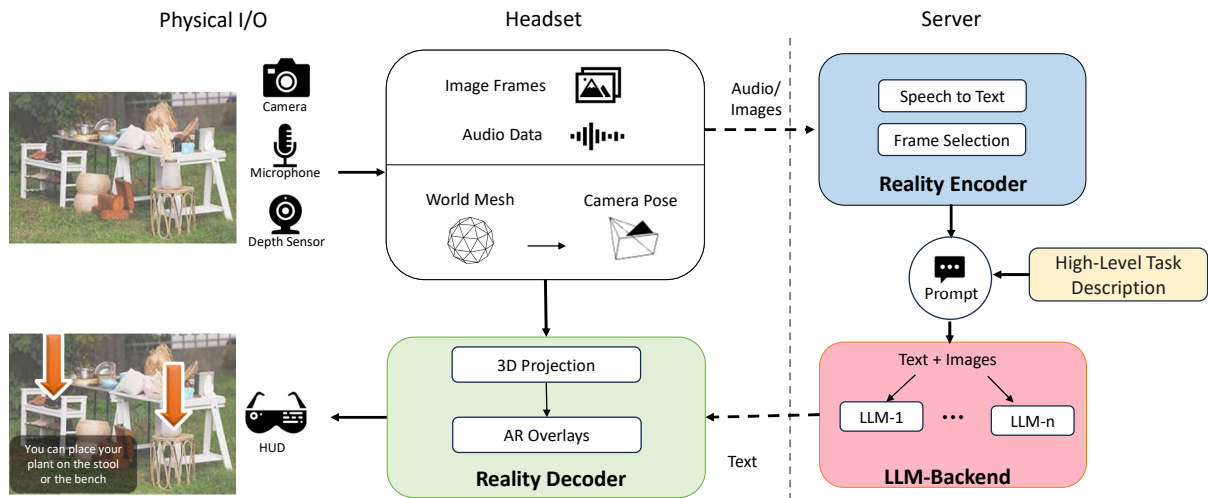 Physical I/O
Headset
Server
Camera
Microphone
Depth Sensor
Image Frames
Audio Data
World Mesh
Camera Pose
Audio/
Images
Speech to Text
Frame Selection
Reality Encoder
Prompt
High-Level Task
Description
Text + Images
LLM-1
...
LLM-n
LLM-Backend
Text
3D Projection
AR Overlays
Reality Decoder
HUD
You can place your
plant on the stool
or the bench